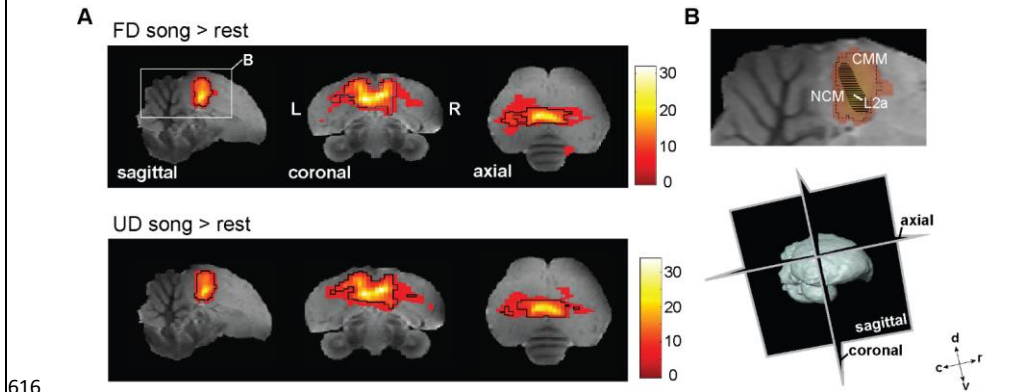 A
FD song > rest
B
L
R
sagittal
coronal
axial
30
20
10
0
UD song > rest
30
20
10
0
B
CMM
NCM
L2a
axial
sagittal
coronal
d
c
r
v
616